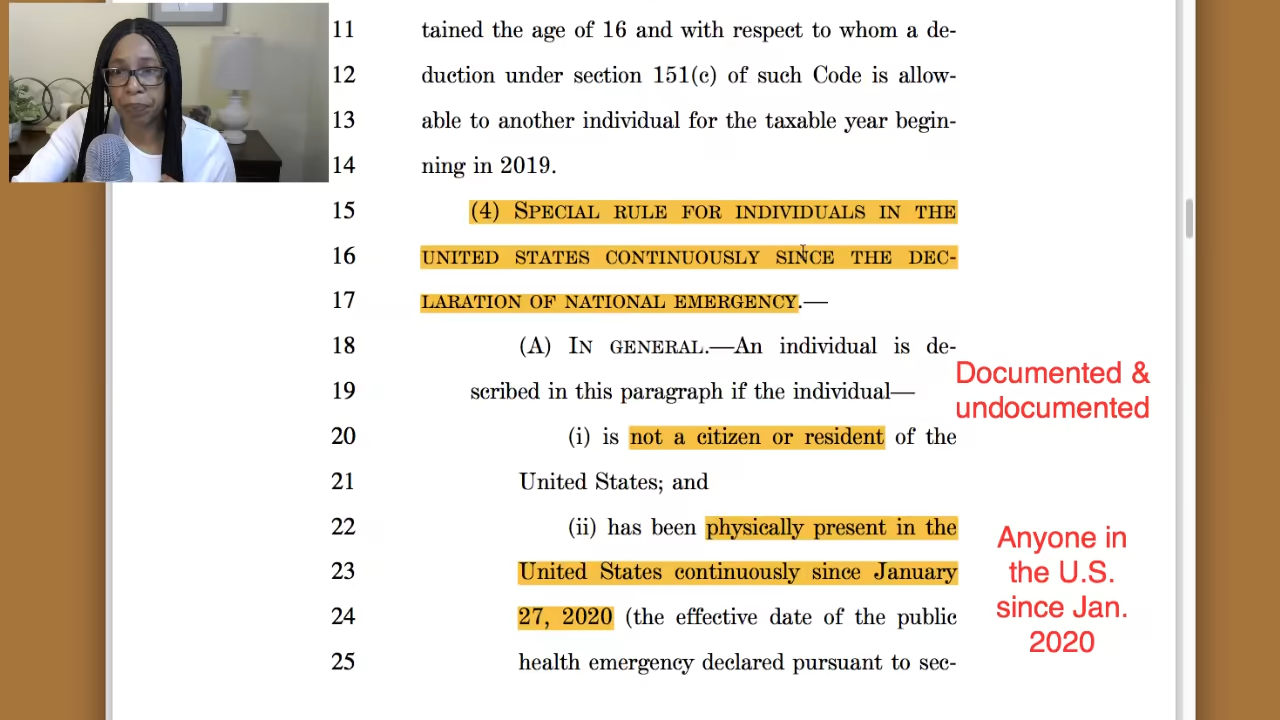 11 tained the age of 16 and with respect to whom a de-
12 duction under section 151(c) of such Code is allow-
13 able to another individual for the taxable year begin-
14 ning in 2019.
15 (4) SPECIAL RULE FOR INDIVIDUALS IN THE
16 UNITED STATES CONTINUOUSLY SINCE THE DEC-
17 LARATION OF NATIONAL EMERGENCY.—
18 (A) IN GENERAL.—An individual is de-
19 scribed in this paragraph if the individual—
Documented &
undocumented
20 (i) is not a citizen or resident of the
21 United States; and
22 (ii) has been physically present in the
23 United States continuously since January
24 27, 2020 (the effective date of the public
25 health emergency declared pursuant to sec-
Anyone in
the U.S.
since Jan.
2020